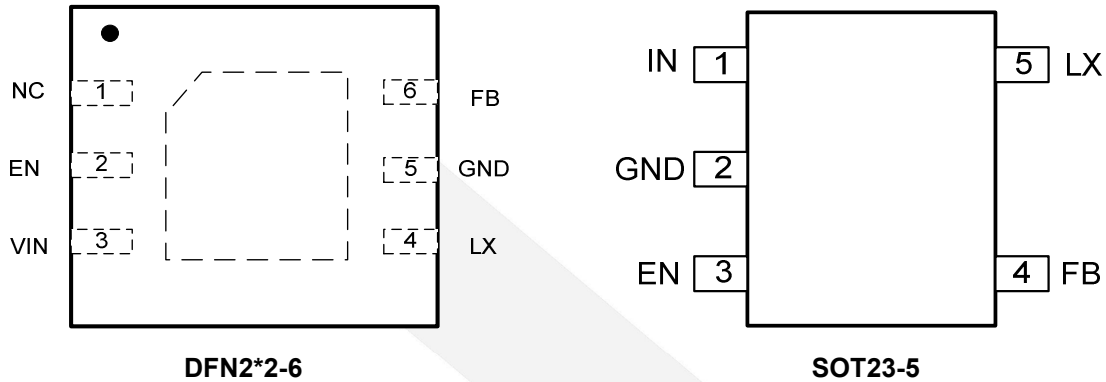 NC 1 6 FB
EN 2 5 GND
VIN 3 4 LX
DFN2*2-6
IN 1 5 LX
GND 2
EN 3 4 FB
SOT23-5